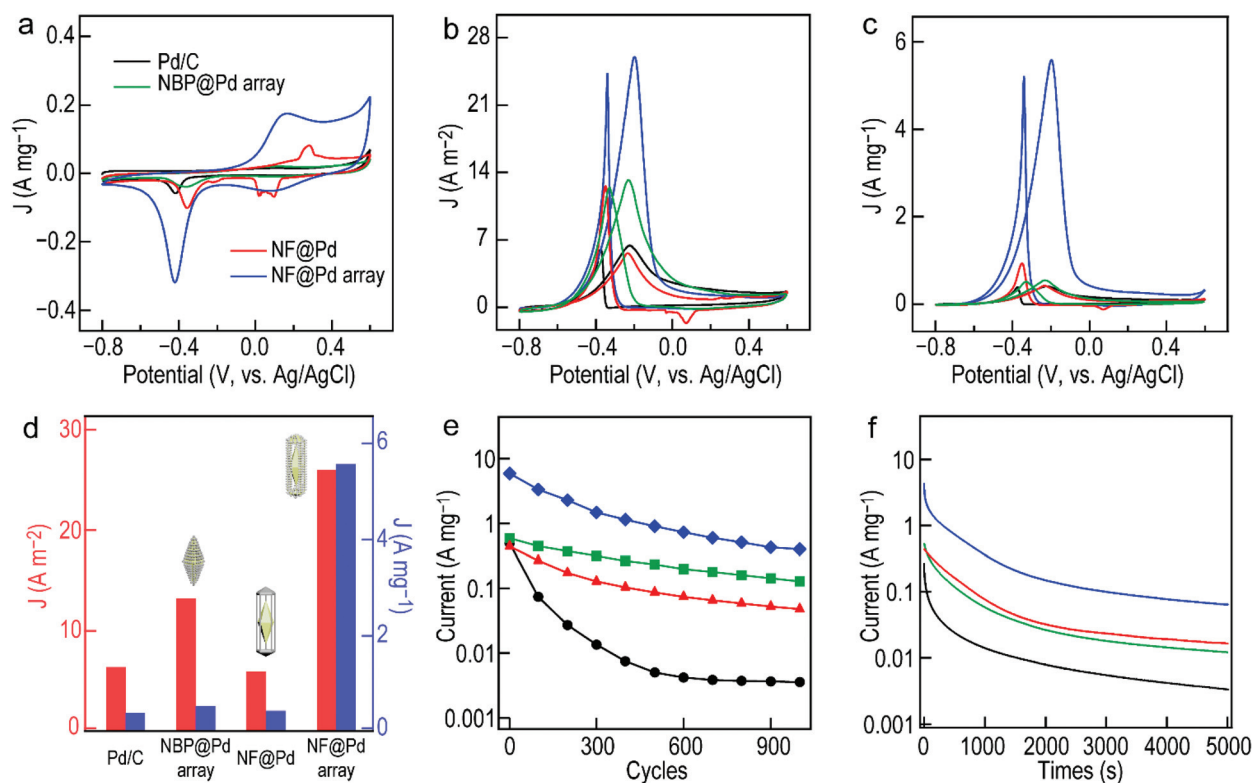 a
0.4
0.2
0.0
−0.2
−0.4
J (A mg⁻¹)
Pd/C
NBP@Pd array
NF@Pd
NF@Pd array
−0.8
−0.4
0.0
0.4
Potential (V, vs. Ag/AgCl)
b
28
21
14
7
0
J (A m⁻²)
−0.8
−0.4
0.0
0.4
Potential (V, vs. Ag/AgCl)
c
6
4
2
0
J (A mg⁻¹)
−0.8
−0.4
0.0
0.4
Potential (V, vs. Ag/AgCl)
d
30
20
10
0
J (A m⁻²)
6
4
2
0
J (A mg⁻¹)
Pd/C
NBP@Pd
array
NF@Pd
NF@Pd
array
e
10
1
0.1
0.01
0.001
Current (A mg⁻¹)
0
300
600
900
Cycles
f
10
1
0.1
0.01
0.001
Current (A mg⁻¹)
0
1000
2000
3000
4000
5000
Times (s)